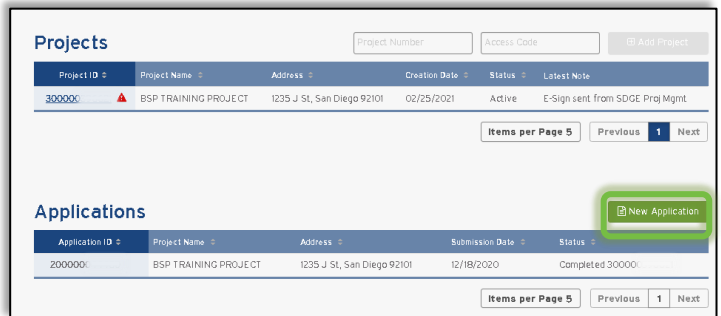 Projects
Project Number
Access Code
Add Project
Project ID Project Name Address Creation Date Status Latest Note
300000 BSP TRAINING PROJECT 1235 J St, San Diego 92101 02/25/2021 Active E-Sign sent from SDGE Proj Mgmt
Items per Page 5 Previous 1 Next
Applications
New Application
Application ID Project Name Address Submission Date Status
200000 BSP TRAINING PROJECT 1235 J St, San Diego 92101 12/18/2020 Completed 300000
Items per Page 5 Previous 1 Next